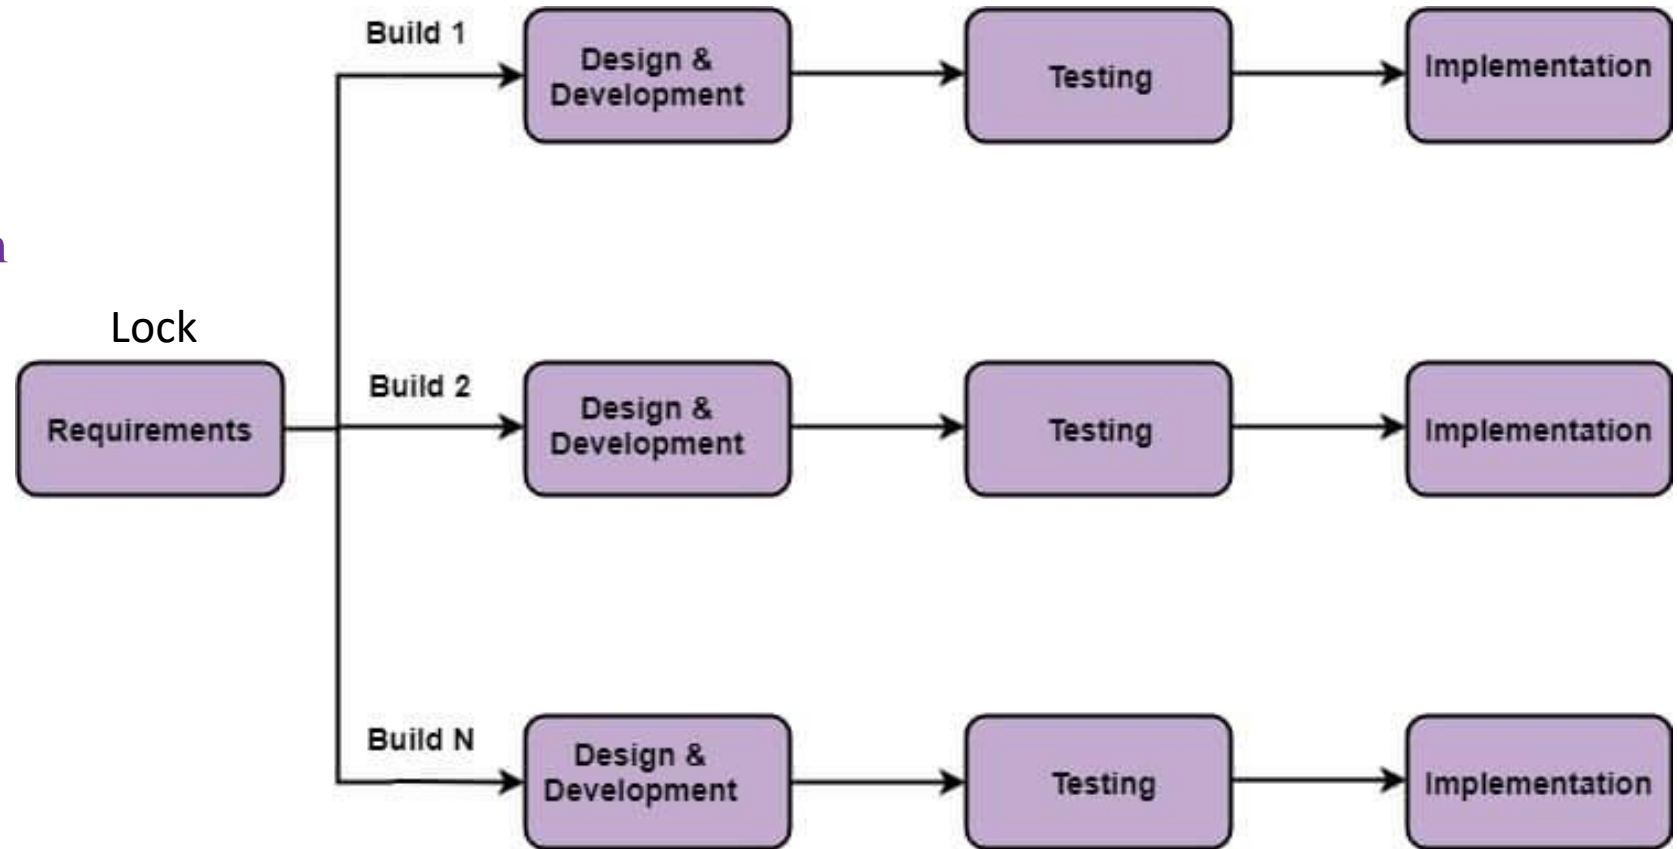 Build 1
Design &
Development
Testing
Implementation
Lock
Requirements
Build 2
Design &
Development
Testing
Implementation
Build N
Design &
Development
Testing
Implementation